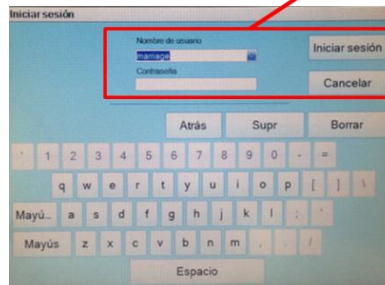 Iniciar sesión
Nombre de usuario
manage
Iniciar sesión
Contraseña
Cancelar
Atrás Supr Borrar
1 2 3 4 5 6 7 8 9 0 - =
q w e r t y u i o p [ ] \
Mayú... a s d f g h j k l ; '
Mayús z x c v b n m , . /
Espacio